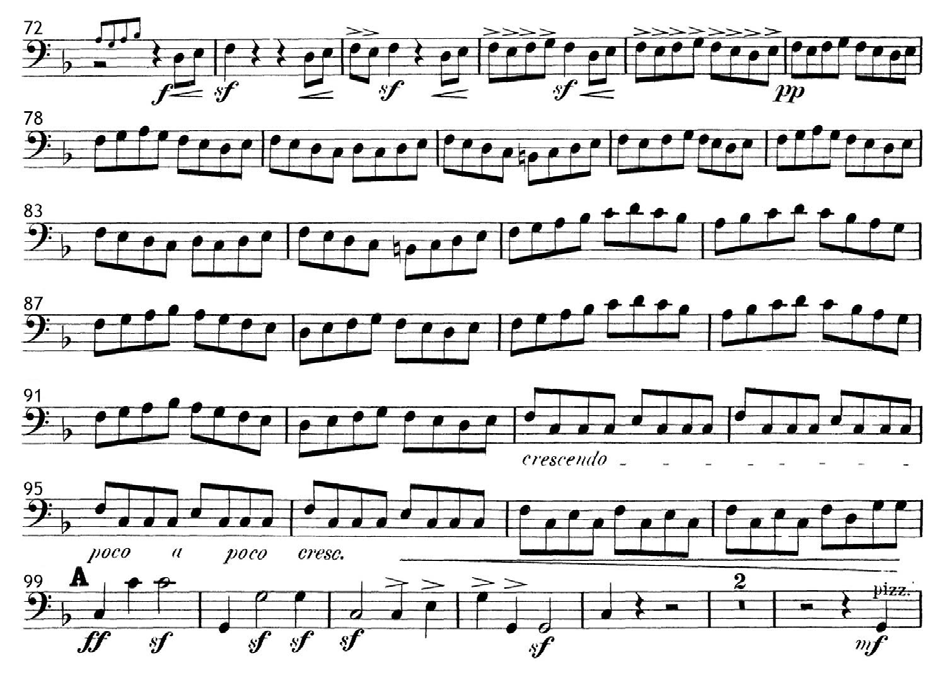 72
f sf sf sf pp
78
83
87
91
crescendo
95
poco a poco cresc.
99 A 2 pizz.
ff sf sf sf sf sf mf